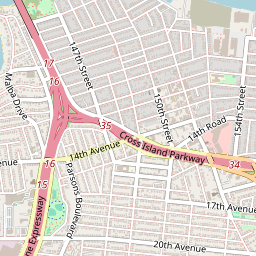 147th Street
17
16
Malba Drive
150th Street
154th Street
35
Cross Island Parkway
14th Road
14th Avenue
16
34
15
Parsons Boulevard
ne Expressway
17th Avenue
20th Avenue